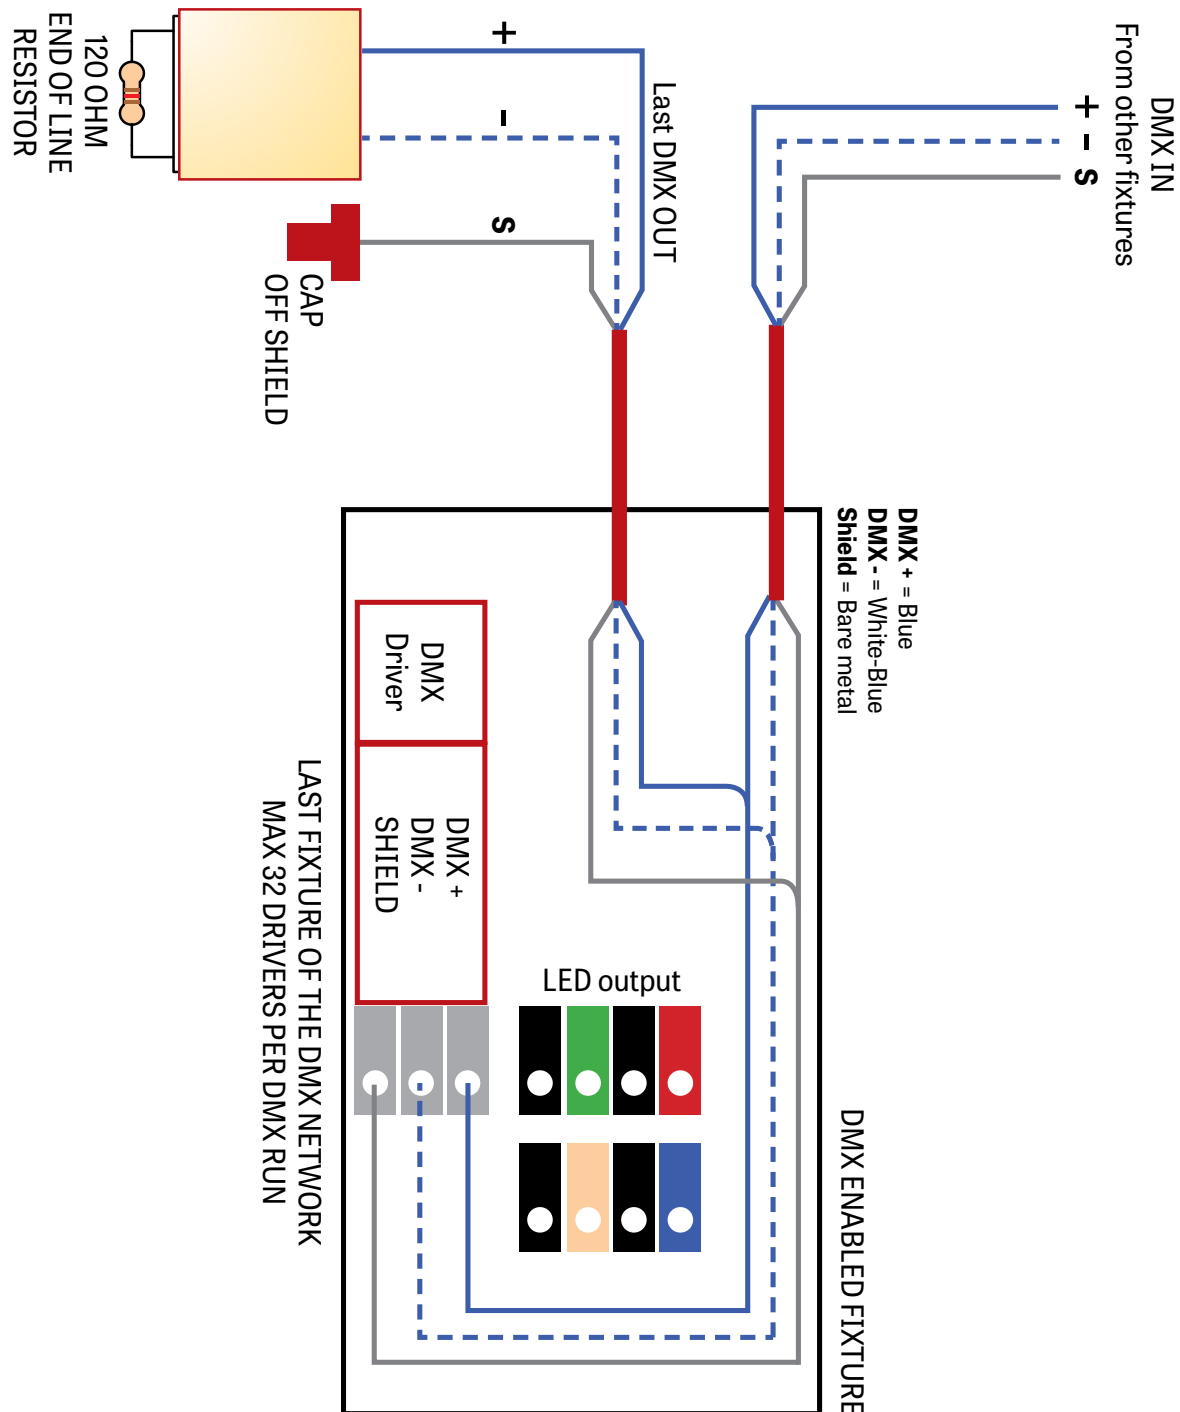 DMX IN
From other fixtures
+
-
S
DMX + = Blue
DMX - = White-Blue
Shield = Bare metal
DMX ENABLED FIXTURE
Last DMX OUT
+
-
S
120 OHM
END OF LINE
RESISTOR
CAP
OFF SHIELD
DMX
Driver
DMX +
DMX -
SHIELD
LED output
LAST FIXTURE OF THE DMX NETWORK
MAX 32 DRIVERS PER DMX RUN